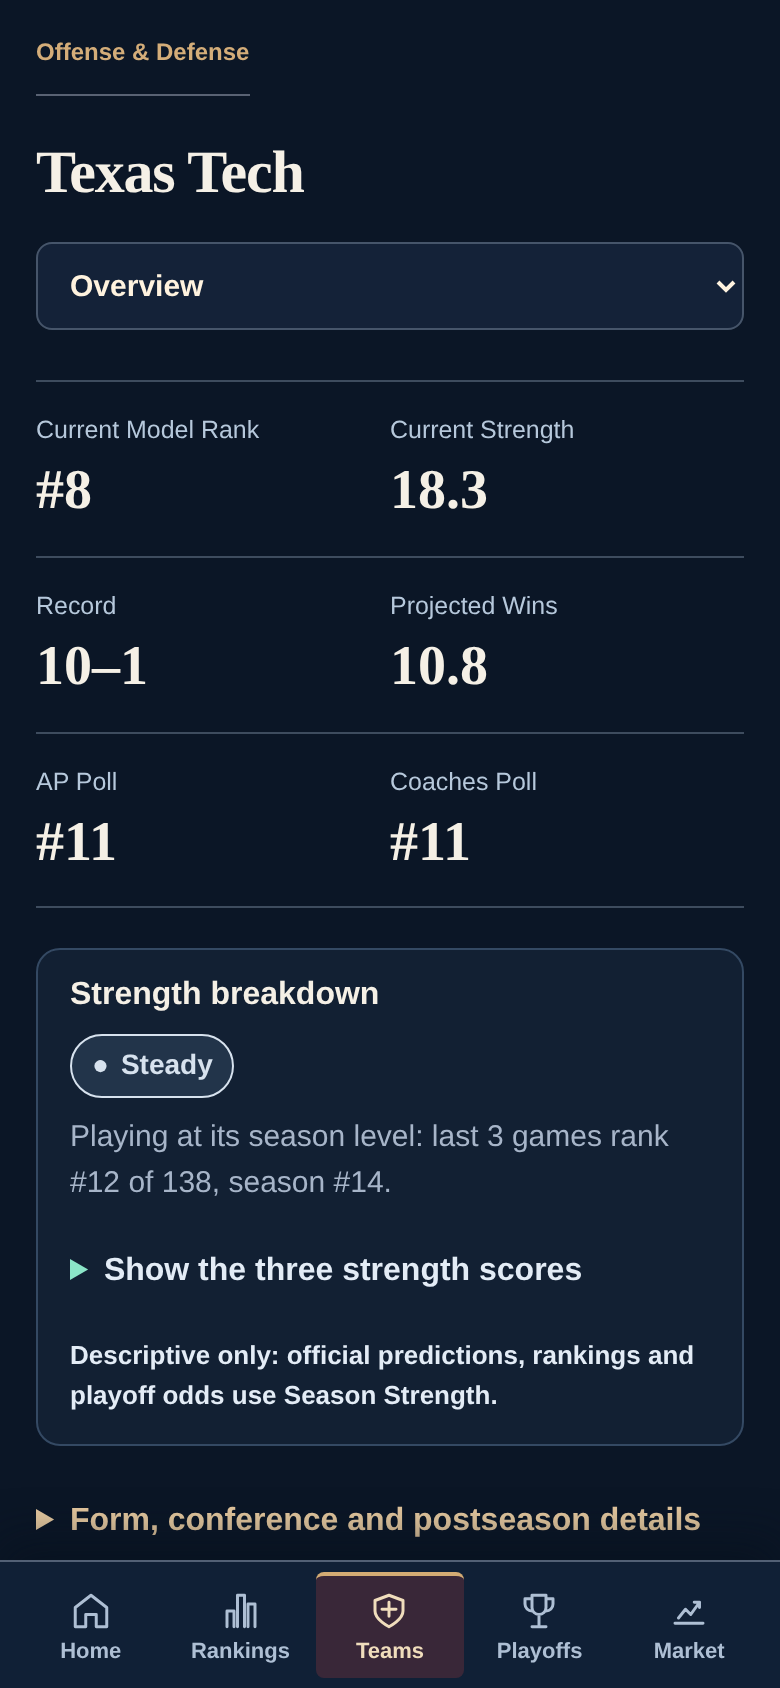 Offense & Defense
Texas Tech
Overview
Current Model Rank
#8
Current Strength
18.3
Record
10–1
Projected Wins
10.8
AP Poll
#11
Coaches Poll
#11
Strength breakdown
Steady
Playing at its season level: last 3 games rank
#12 of 138, season #14.
Show the three strength scores
Descriptive only: official predictions, rankings and
playoff odds use Season Strength.
Form, conference and postseason details
Home
Rankings
Teams
Playoffs
Market